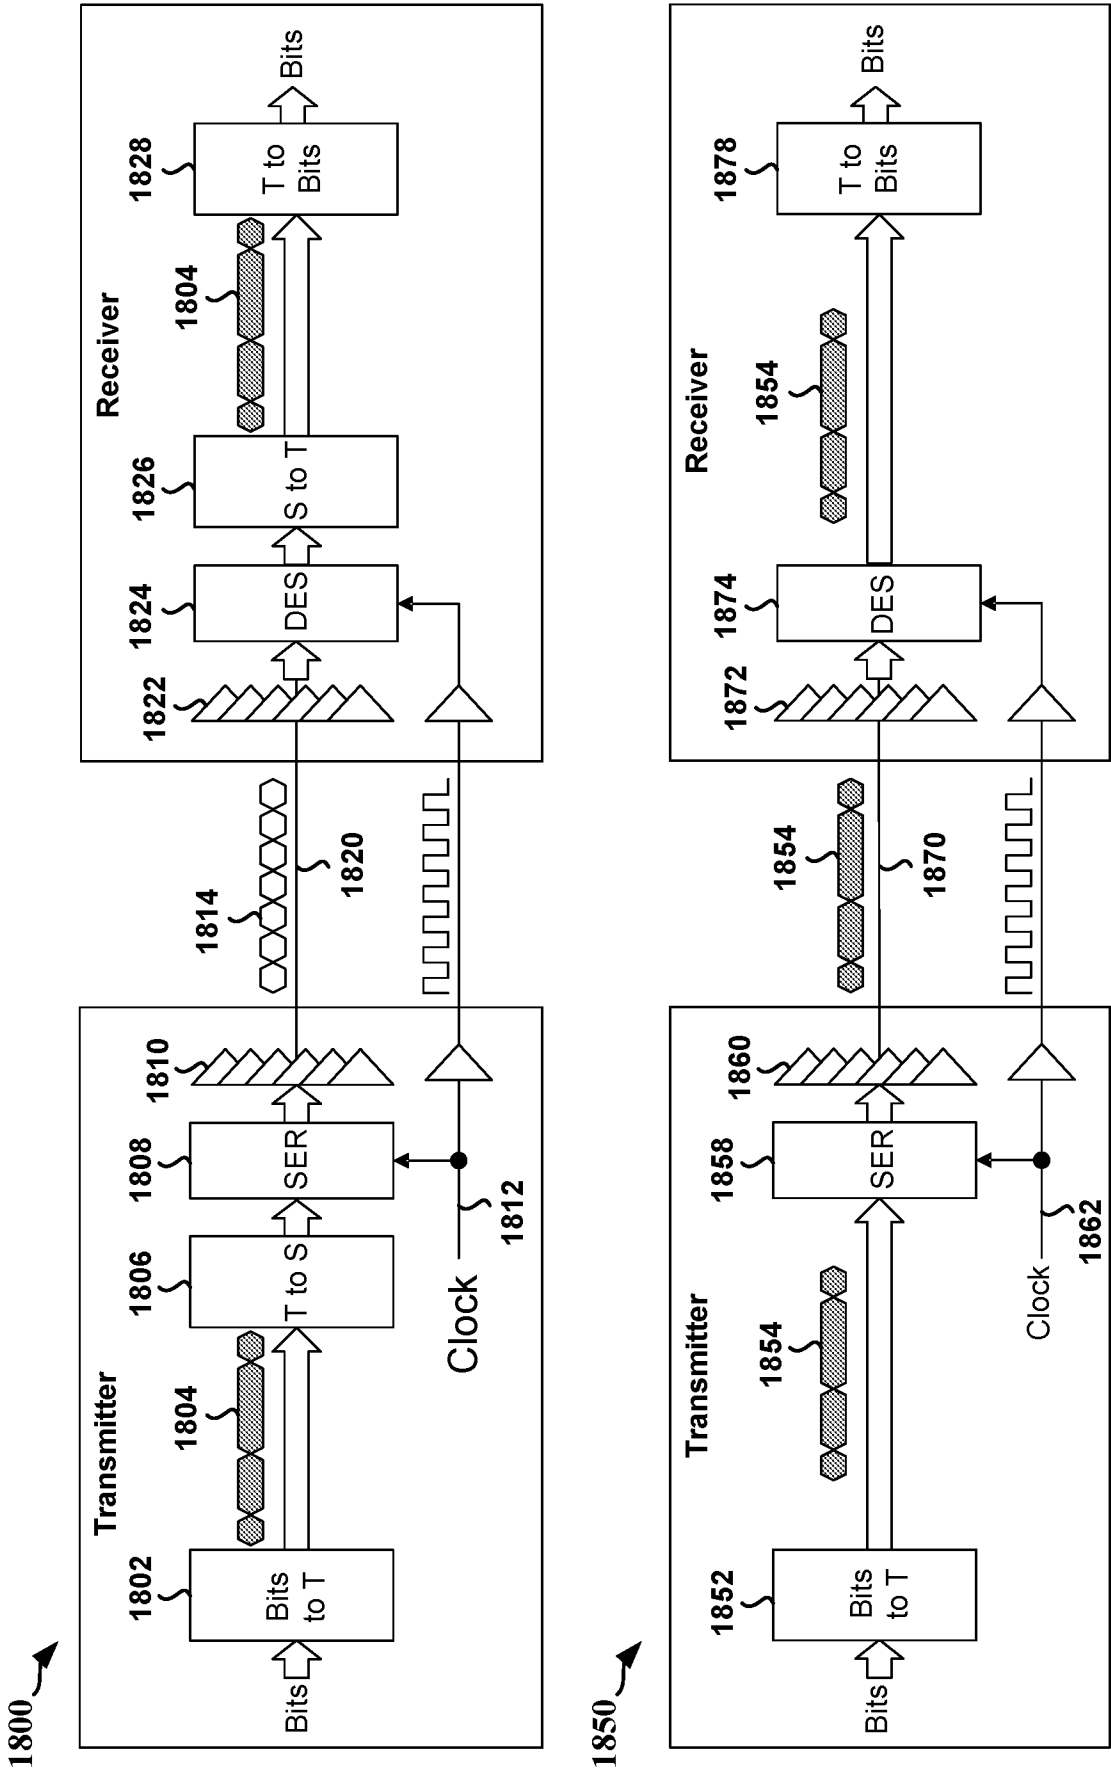 1800
Transmitter
Bits
1802
Bits
to T
1804
1806
T to S
1808
SER
1810
Clock
1812
1814
1820
Receiver
1822
1824
DES
1826
S to T
1804
1828
T to
Bits
Bits
1850
Transmitter
Bits
1852
Bits
to T
1854
1858
SER
1860
Clock
1862
1854
1870
Receiver
1872
1874
DES
1854
1878
T to
Bits
Bits